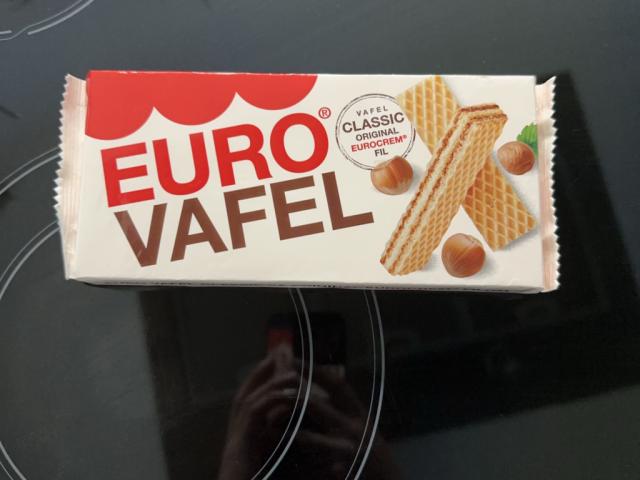 EURO®
VAFEL
VAFEL
CLASSIC
ORIGINAL
EUROCREM®
FIL